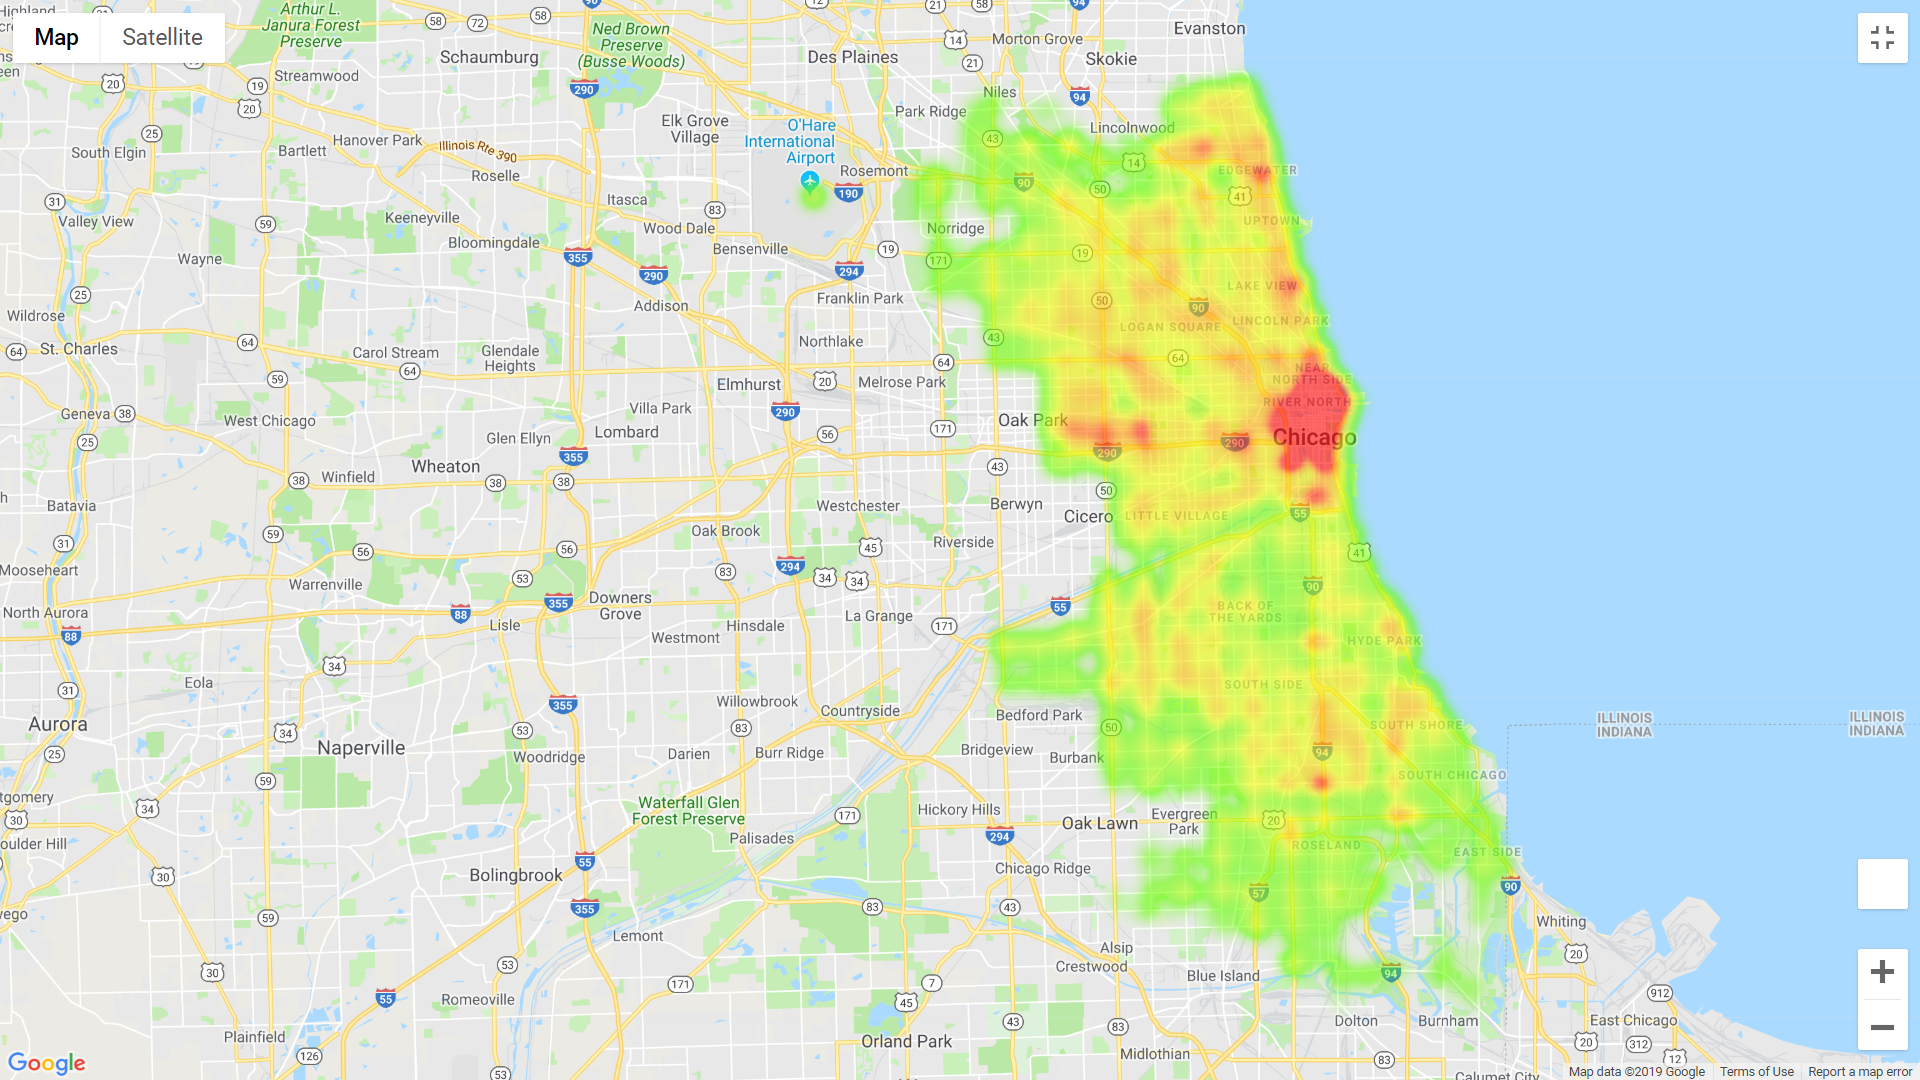 Map
Satellite
Arthur L.
Janura Forest
Preserve
58
72
58
90
12
21
58
94
Evanston
Ned Brown
Preserve
(Busse Woods)
Schaumburg
Des Plaines
14
Morton Grove
Skokie
21
20
Streamwood
19
20
290
Niles
94
Park Ridge
Elk Grove
Village
O'Hare
International
Airport
43
Lincolnwood
25
Hanover Park
Illinois Rte 390
South Elgin
Bartlett
Roselle
Rosemont
14
EDGEWATER
90
190
50
41
31
Valley View
Itasca
83
Keeneyville
59
Wood Dale
Norridge
UPTOWN
Bloomingdale
Bensenville
19
171
19
Wayne
355
290
294
25
Addison
Franklin Park
50
LAKE VIEW
90
Wildrose
LOGAN SQUARE
LINCOLN PARK
64
St. Charles
64
Northlake
43
Carol Stream
Glendale
Heights
64
64
NEAR
NORTH SIDE
59
64
Elmhurst
20
Melrose Park
RIVER NORTH
Geneva
38
West Chicago
Villa Park
290
Oak Park
25
Glen Ellyn
Lombard
56
171
Chicago
290
290
355
Wheaton
43
Winfield
38
38
38
50
Batavia
Westchester
Berwyn
Cicero
LITTLE VILLAGE
55
59
Oak Brook
31
56
56
45
Riverside
41
Mooseheart
Warrenville
53
83
294
34
34
90
North Aurora
88
88
355
Downers
Grove
La Grange
55
BACK OF
THE YARDS
Lisle
Hinsdale
171
Westmont
HYDE PARK
34
Eola
31
SOUTH SIDE
Willowbrook
Countryside
Bedford Park
355
Aurora
34
53
83
50
SOUTH SHORE
ILLINOIS
INDIANA
ILLINOIS
INDIANA
25
Naperville
Woodridge
Darien
Burr Ridge
Bridgeview
Burbank
94
59
SOUTH CHICAGO
30
34
Waterfall Glen
Forest Preserve
171
Hickory Hills
Evergreen
Park
20
Palisades
294
Oak Lawn
ROSELAND
EAST SIDE
55
30
Bolingbrook
Chicago Ridge
57
90
59
355
83
43
Whiting
Lemont
Alsip
20
30
53
Crestwood
Blue Island
94
55
Romeoville
171
7
45
912
Plainfield
43
83
Dolton
Burnham
East Chicago
126
Orland Park
20
312
Midlothian
83
12
53
Calumet City
Google
Map data ©2019 Google
Terms of Use
Report a map error